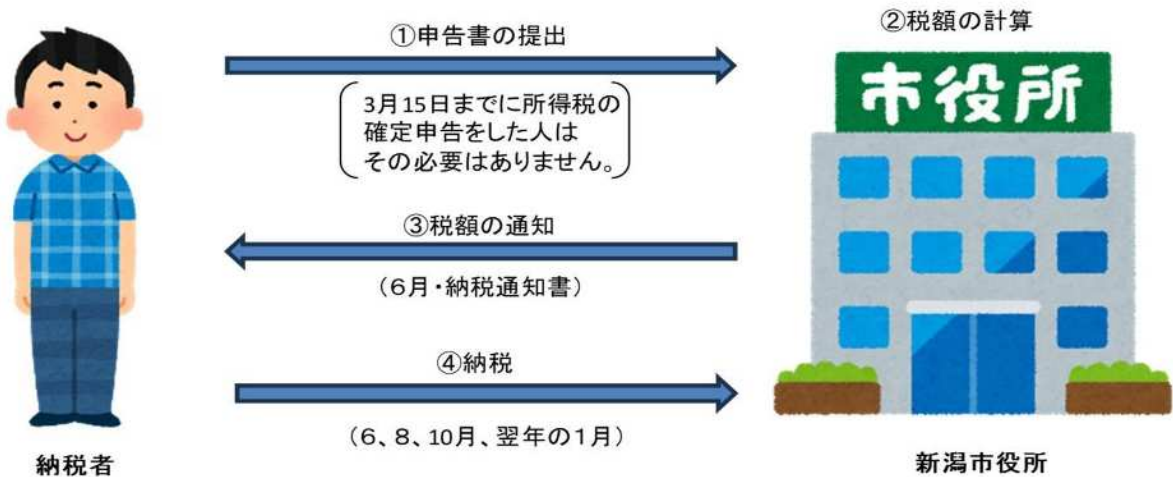 ①申告書の提出
②税額の計算
市役所
3月15日までに所得税の
確定申告をした人は
その必要はありません。
③税額の通知
(6月・納税通知書)
④納税
(6、8、10月、翌年の1月)
納税者
新潟市役所